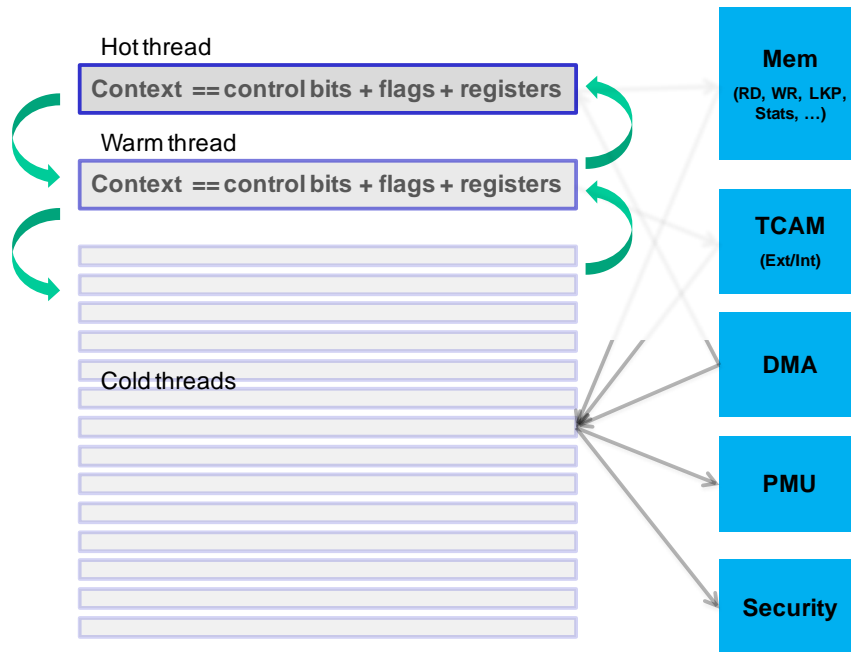 Hot thread
Context == control bits + flags + registers
Warm thread
Context == control bits + flags + registers
Cold threads
Mem
(RD, WR, LKP,
Stats, …)
TCAM
(Ext/Int)
DMA
PMU
Security